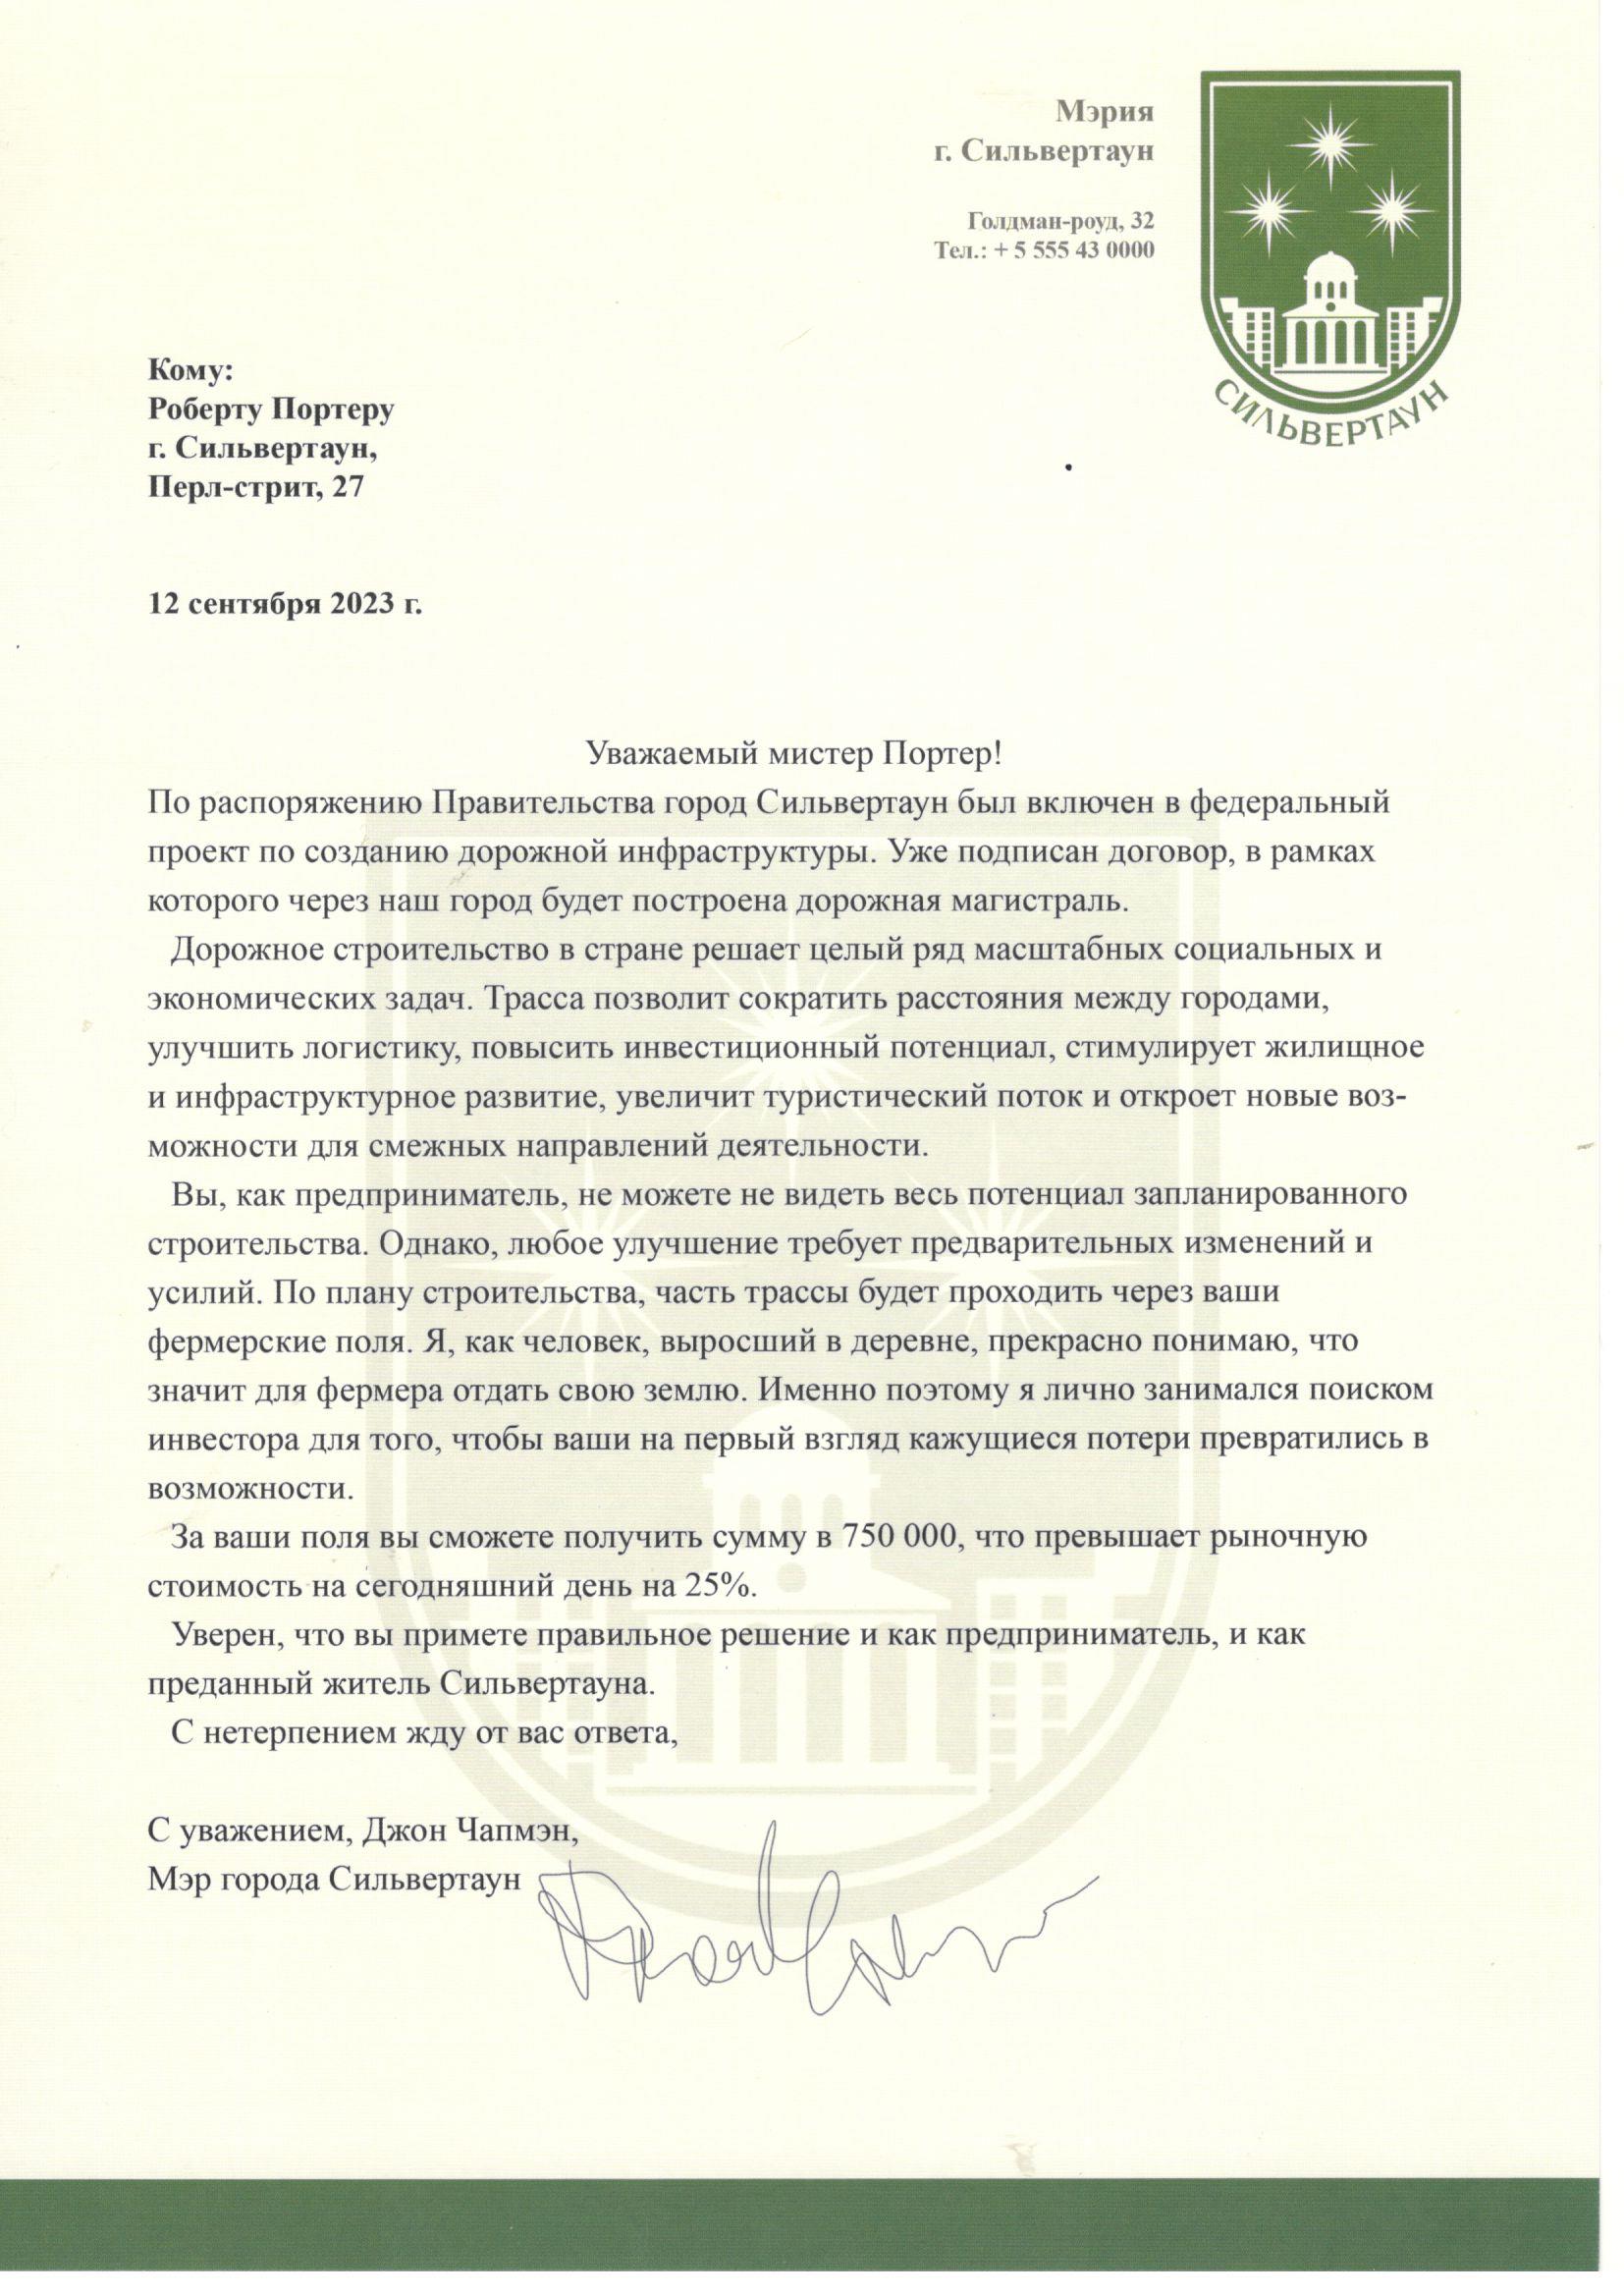 Мэрия
г. Сильвертаун
Голдман-роуд, 32
Тел.: + 5 555 43 0000
СИЛЬВЕРТАУН
Кому:
Роберту Портеру
г. Сильвертаун,
Перл-стрит, 27
12 сентября 2023 г.
Уважаемый мистер Портер!
По распоряжению Правительства город Сильвертаун был включен в федеральный
проект по созданию дорожной инфраструктуры. Уже подписан договор, в рамках
которого через наш город будет построена дорожная магистраль.
Дорожное строительство в стране решает целый ряд масштабных социальных и
экономических задач. Трасса позволит сократить расстояния между городами,
улучшить логистику, повысить инвестиционный потенциал, стимулирует жилищное
и инфраструктурное развитие, увеличит туристический поток и откроет новые воз-
можности для смежных направлений деятельности.
Вы, как предприниматель, не можете не видеть весь потенциал запланированного
строительства. Однако, любое улучшение требует предварительных изменений и
усилий. По плану строительства, часть трассы будет проходить через ваши
фермерские поля. Я, как человек, выросший в деревне, прекрасно понимаю, что
значит для фермера отдать свою землю. Именно поэтому я лично занимался поиском
инвестора для того, чтобы ваши на первый взгляд кажущиеся потери превратились в
возможности.
За ваши поля вы сможете получить сумму в 750 000, что превышает рыночную
стоимость на сегодняшний день на 25%.
Уверен, что вы примете правильное решение и как предприниматель, и как
преданный житель Сильвертауна.
С нетерпением жду от вас ответа,
С уважением, Джон Чапмэн,
Мэр города Сильвертаун